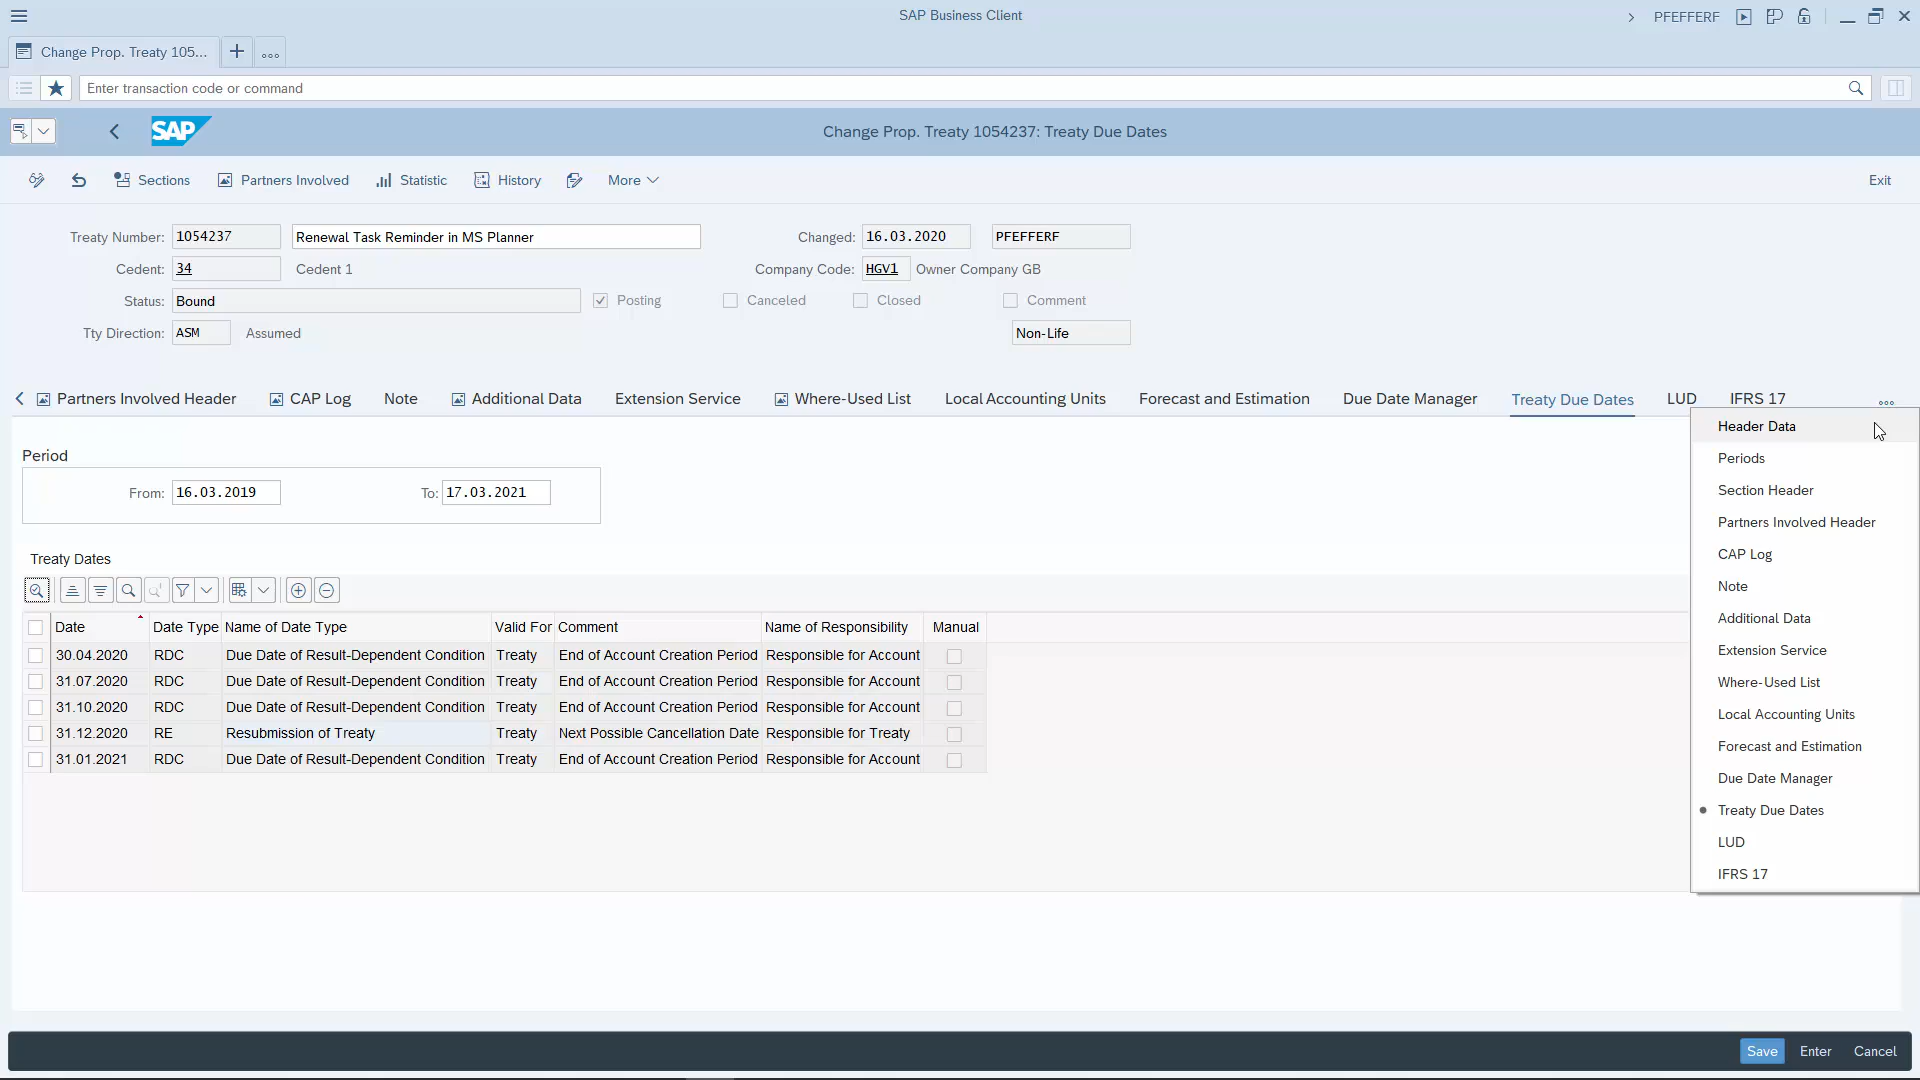 SAP Business Client
PFEFFERF
Change Prop. Treaty 105...
Enter transaction code or command
SAP
Change Prop. Treaty 1054237: Treaty Due Dates
Sections Partners Involved Statistic History More Exit
Treaty Number: 1054237 Renewal Task Reminder in MS Planner Changed: 16.03.2020 PFEFFERF
Cedent: 34 Cedent 1 Company Code: HGV1 Owner Company GB
Status: Bound Posting Canceled Closed Comment
Tty Direction: ASM Assumed Non-Life
Partners Involved Header CAP Log Note Additional Data Extension Service Where-Used List Local Accounting Units Forecast and Estimation Due Date Manager Treaty Due Dates LUD IFRS 17
Header Data
Periods
Section Header
Partners Involved Header
CAP Log
Note
Additional Data
Extension Service
Where-Used List
Local Accounting Units
Forecast and Estimation
Due Date Manager
Treaty Due Dates
LUD
IFRS 17
Period
From: 16.03.2019 To: 17.03.2021
Treaty Dates
Date Date Type Name of Date Type Valid For Comment Name of Responsibility Manual
30.04.2020 RDC Due Date of Result-Dependent Condition Treaty End of Account Creation Period Responsible for Account
31.07.2020 RDC Due Date of Result-Dependent Condition Treaty End of Account Creation Period Responsible for Account
31.10.2020 RDC Due Date of Result-Dependent Condition Treaty End of Account Creation Period Responsible for Account
31.12.2020 RE Resubmission of Treaty Treaty Next Possible Cancellation Date Responsible for Treaty
31.01.2021 RDC Due Date of Result-Dependent Condition Treaty End of Account Creation Period Responsible for Account
Save Enter Cancel